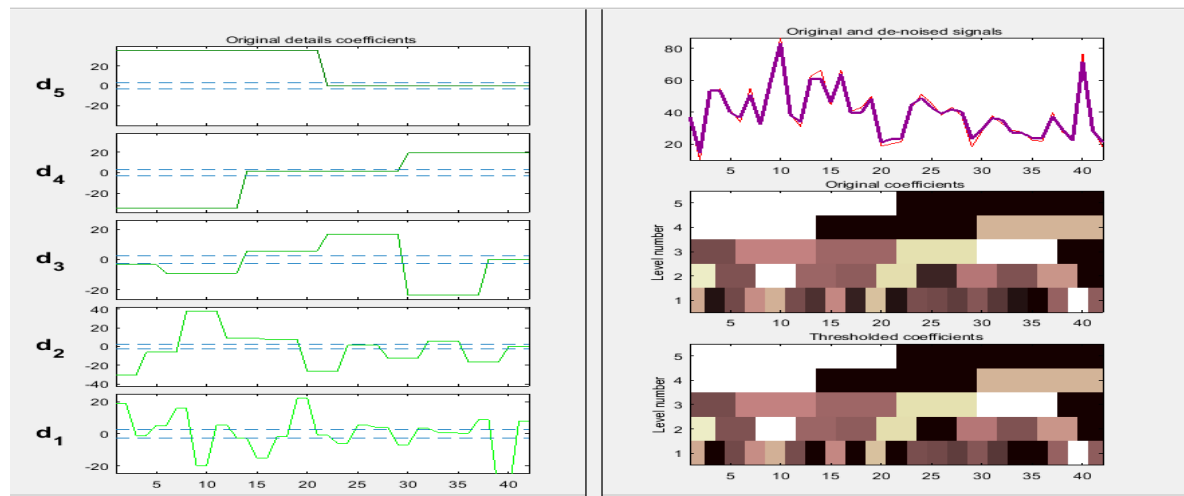 Original details coefficients
d5
20
0
-20
d4
20
0
-20
d3
20
0
-20
d2
40
20
0
-20
-40
d1
20
0
-20
5 10 15 20 25 30 35 40
Original and de-noised signals
80
60
40
20
5 10 15 20 25 30 35 40
Original coefficients
Level number
5
4
3
2
1
5 10 15 20 25 30 35 40
Thresholded coefficients
Level number
5
4
3
2
1
5 10 15 20 25 30 35 40